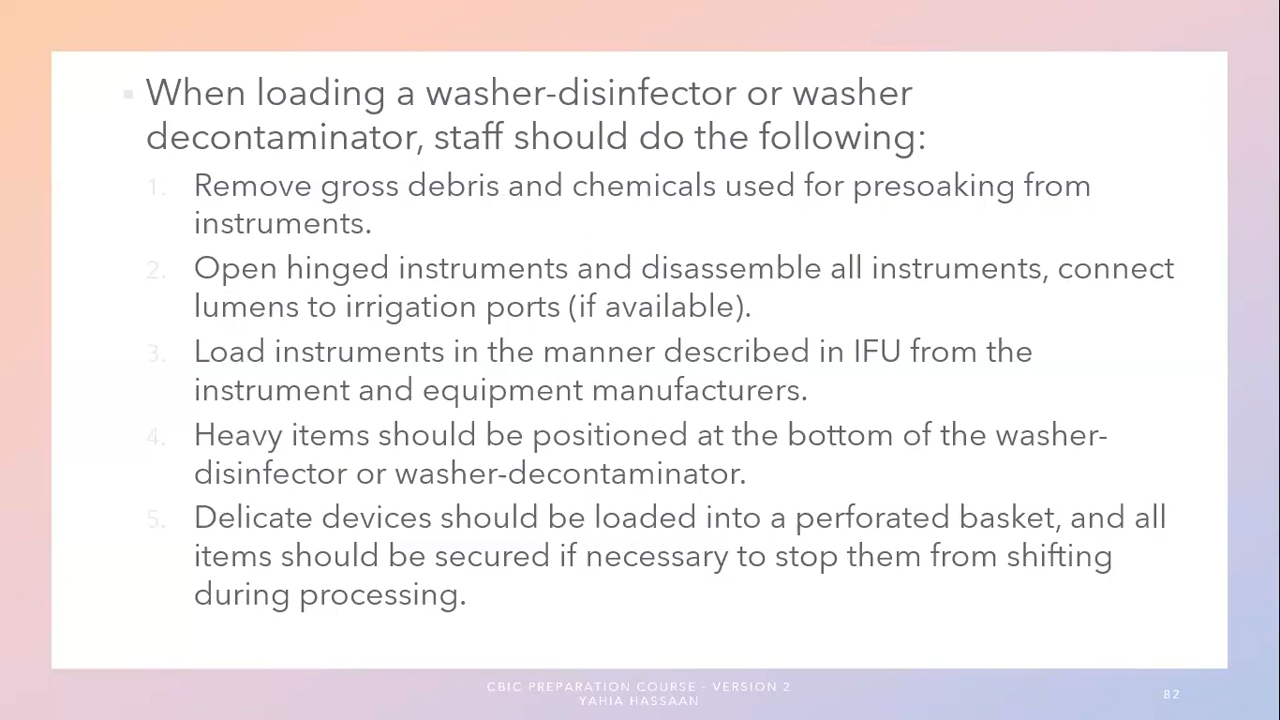 ▪ When loading a washer-disinfector or washer
decontaminator, staff should do the following:
1. Remove gross debris and chemicals used for presoaking from
instruments.
2. Open hinged instruments and disassemble all instruments, connect
lumens to irrigation ports (if available).
3. Load instruments in the manner described in IFU from the
instrument and equipment manufacturers.
4. Heavy items should be positioned at the bottom of the washer-
disinfector or washer-decontaminator.
5. Delicate devices should be loaded into a perforated basket, and all
items should be secured if necessary to stop them from shifting
during processing.
CBIC PREPARATION COURSE - VERSION 2
YAHIA HASSAAN
82